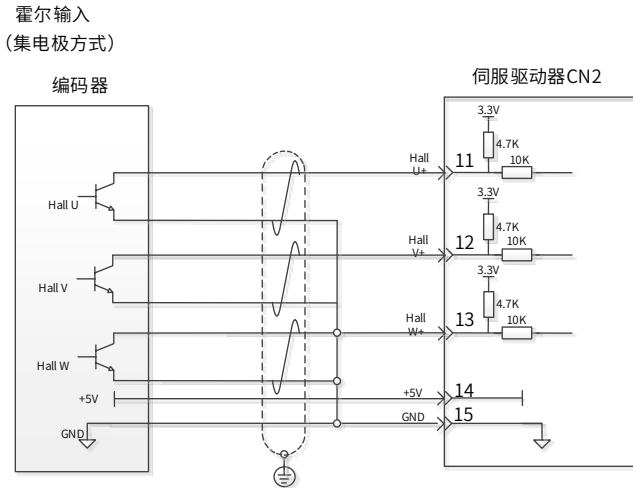 霍尔输入
（集电极方式）
编码器
伺服驱动器CN2
3.3V
4.7K
Hall
U+
11
10K
Hall U
3.3V
4.7K
Hall
V+
12
10K
Hall V
3.3V
4.7K
Hall
W+
13
10K
Hall W
+5V
+5V
14
GND
15
GND